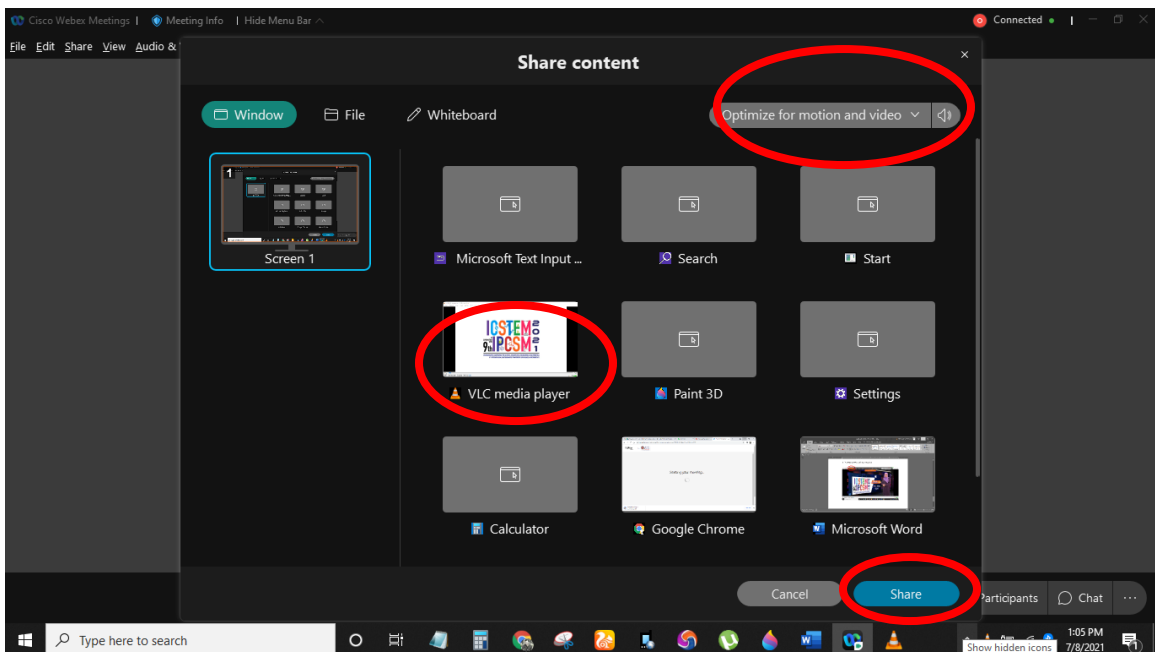 Cisco Webex Meetings | Meeting Info | Hide Menu Bar
Connected
File Edit Share View Audio &
Share content
Window File Whiteboard
Optimize for motion and video
1
Screen 1
Microsoft Text Input ...
Search
Start
ICSTEM 2021
9th IPCSM
VLC media player
Paint 3D
Settings
Calculator
Google Chrome
Microsoft Word
Cancel
Share
Participants
Chat
Type here to search
1:05 PM
Show hidden icons
7/8/2021
1